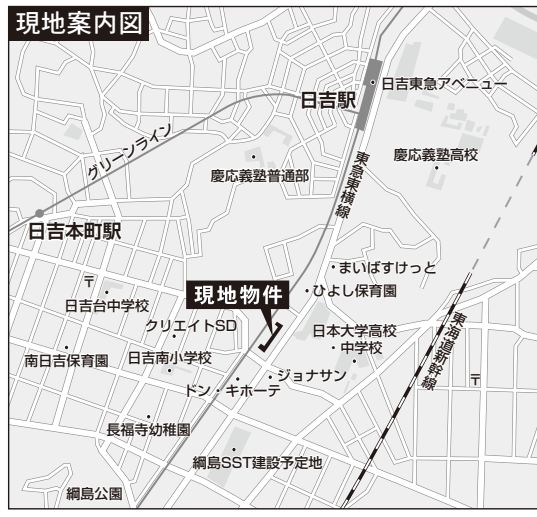 現地案内図
日吉東急アベニュー
日吉駅
グリーンライン
東急東横線
慶応義塾高校
慶応義塾普通部
日吉本町駅
まいばすけっと
〒
現地物件
ひよし保育園
日吉台中学校
クリエイトSD
日本大学高校
・中学校
東海道新幹線
南日吉保育園
日吉南小学校
ジョナサン
〒
ドン・キホーテ
長福寺幼稚園
綱島SST建設予定地
綱島公園